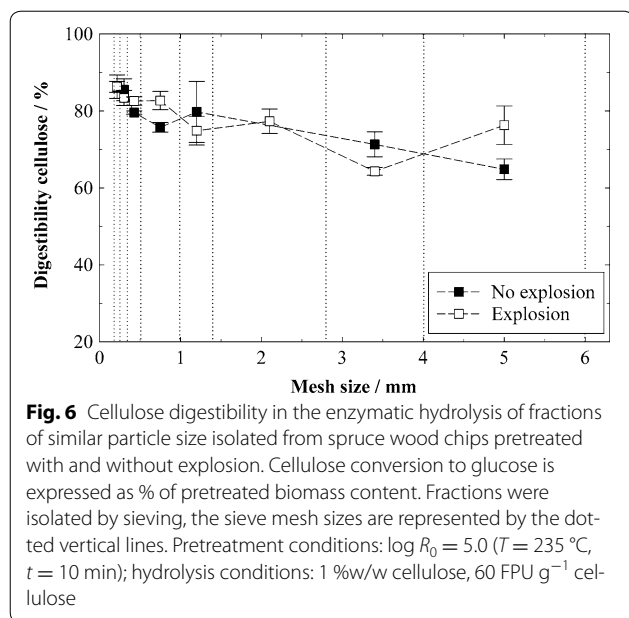 100
80
60
40
20
Digestibility cellulose / %
No explosion
Explosion
0 1 2 3 4 5 6
Mesh size / mm
Fig. 6 Cellulose digestibility in the enzymatic hydrolysis of fractions
of similar particle size isolated from spruce wood chips pretreated
with and without explosion. Cellulose conversion to glucose is
expressed as % of pretreated biomass content. Fractions were
isolated by sieving, the sieve mesh sizes are represented by the dot-
ted vertical lines. Pretreatment conditions: log R₀ = 5.0 (T = 235 °C,
t = 10 min); hydrolysis conditions: 1 %w/w cellulose, 60 FPU g⁻¹ cel-
lulose